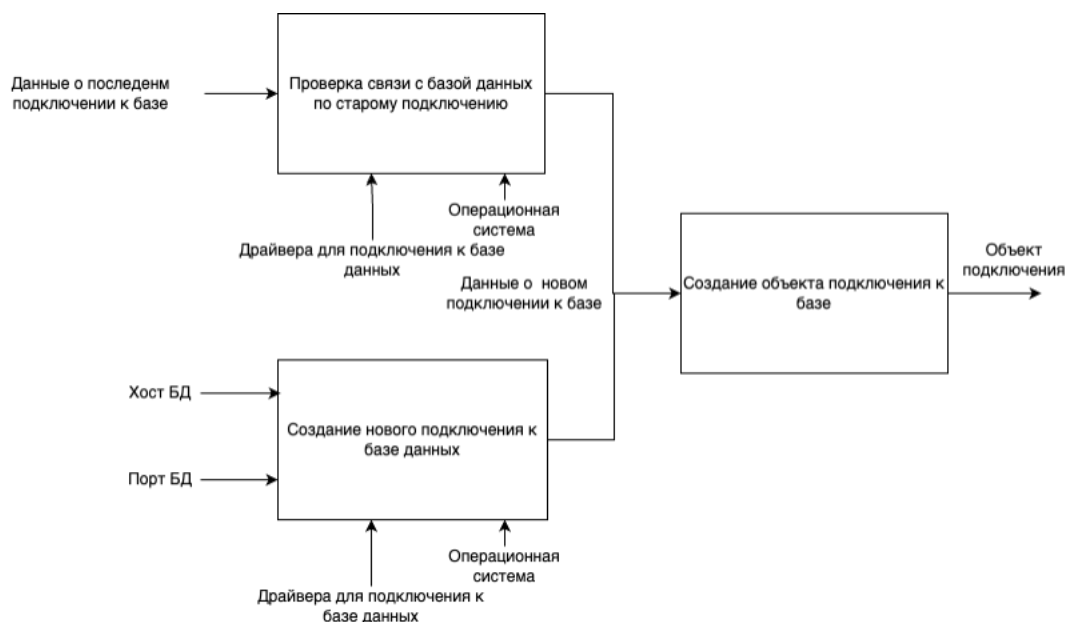 Данные о последенм
подключении к базе
Проверка связи с базой данных
по старому подключению
Операционная
система
Драйвера для подключения к базе
данных
Данные о новом
подключении к базе
Создание объекта подключения к
базе
Объект
подключения
Хост БД
Порт БД
Создание нового подключения к
базе данных
Операционная
система
Драйвера для подключения к
базе данных